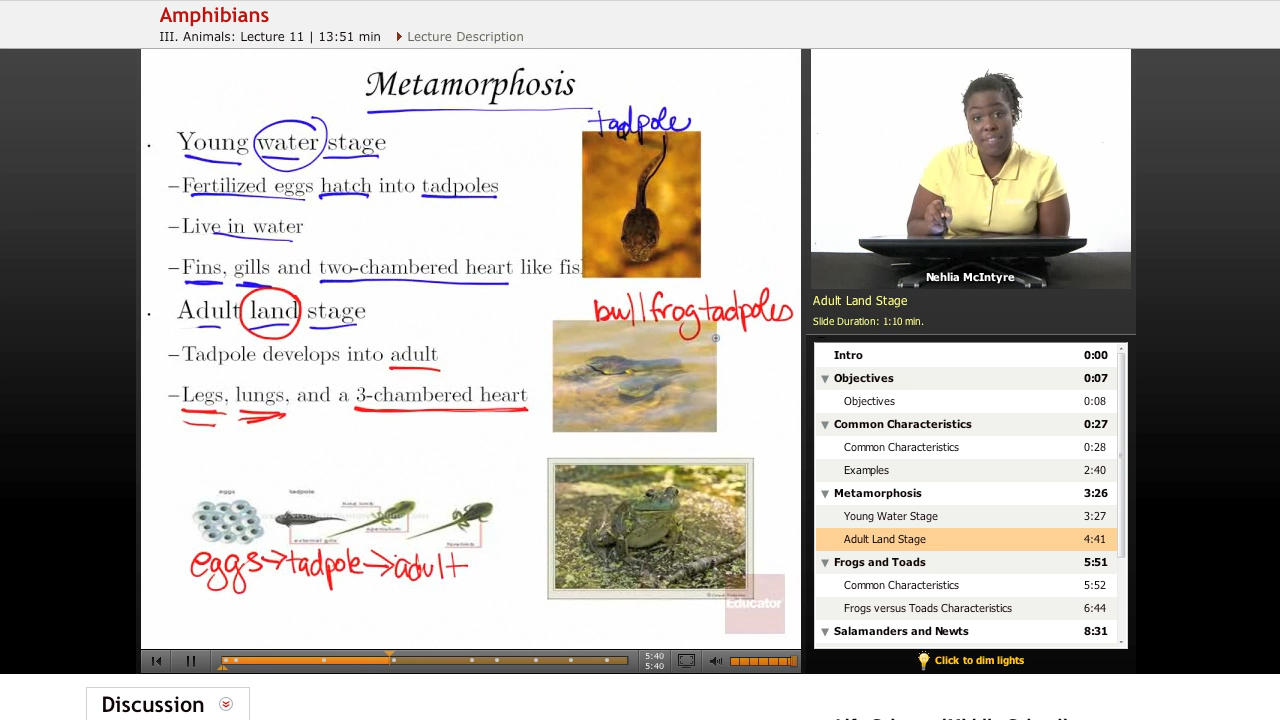 Amphibians
III. Animals: Lecture 11 | 13:51 min
Lecture Description
Metamorphosis
tadpole
· Young water stage
–Fertilized eggs hatch into tadpoles
–Live in water
–Fins, gills and two-chambered heart like fis
bullfrog tadpoles
· Adult land stage
–Tadpole develops into adult
–Legs, lungs, and a 3-chambered heart
eggs
tadpole
external gills
eggs→tadpole→adult
Educator
5:40
5:40
Nehlia McIntyre
Adult Land Stage
Slide Duration: 1:10 min.
Intro 0:00
Objectives 0:07
Objectives 0:08
Common Characteristics 0:27
Common Characteristics 0:28
Examples 2:40
Metamorphosis 3:26
Young Water Stage 3:27
Adult Land Stage 4:41
Frogs and Toads 5:51
Common Characteristics 5:52
Frogs versus Toads Characteristics 6:44
Salamanders and Newts 8:31
Click to dim lights
Discussion